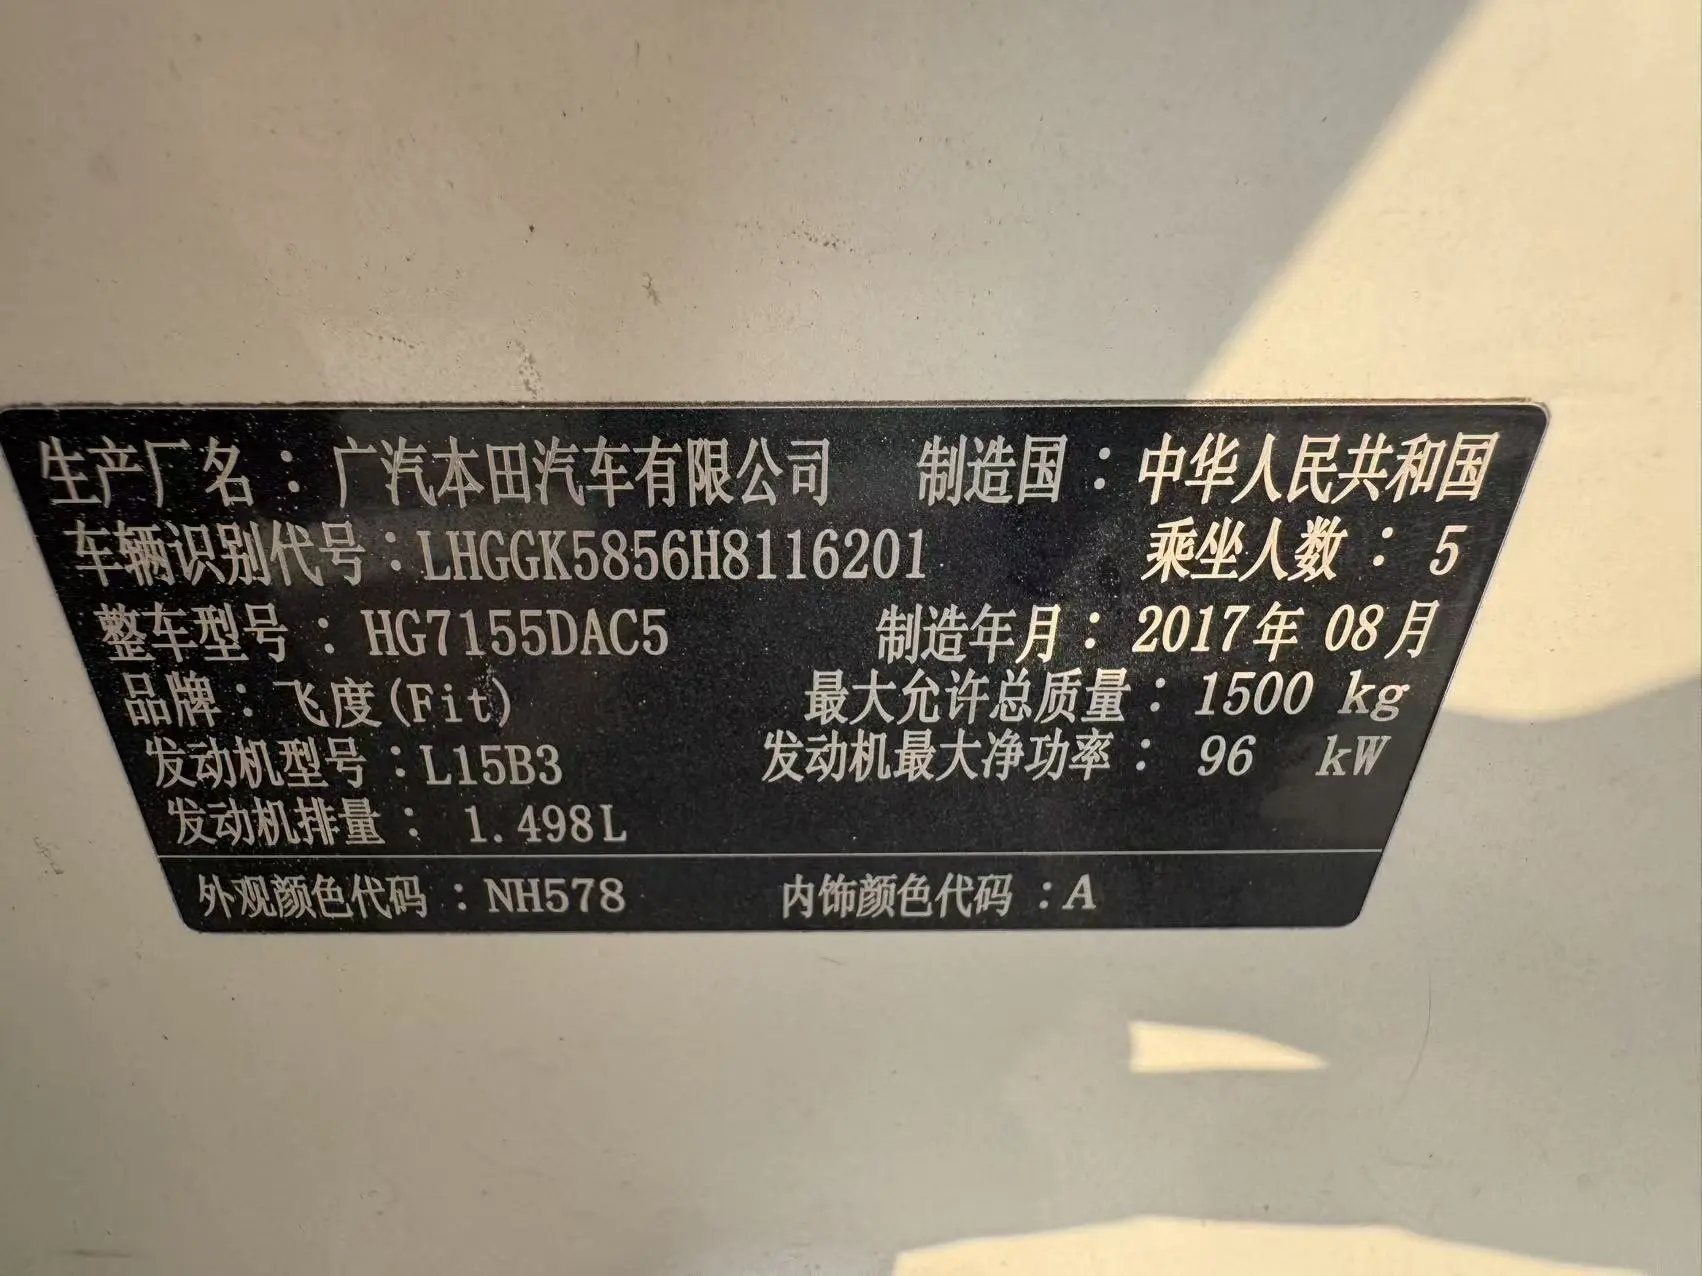 生产厂名：广汽本田汽车有限公司 制造国：中华人民共和国
车辆识别代号：LHGGK5856H8116201 乘坐人数：5
整车型号：HG7155DAC5 制造年月：2017年 08月
品牌：飞度(Fit) 最大允许总质量：1500 kg
发动机型号：L15B3 发动机最大净功率：96 kW
发动机排量：1.498L
外观颜色代码：NH578 内饰颜色代码：A